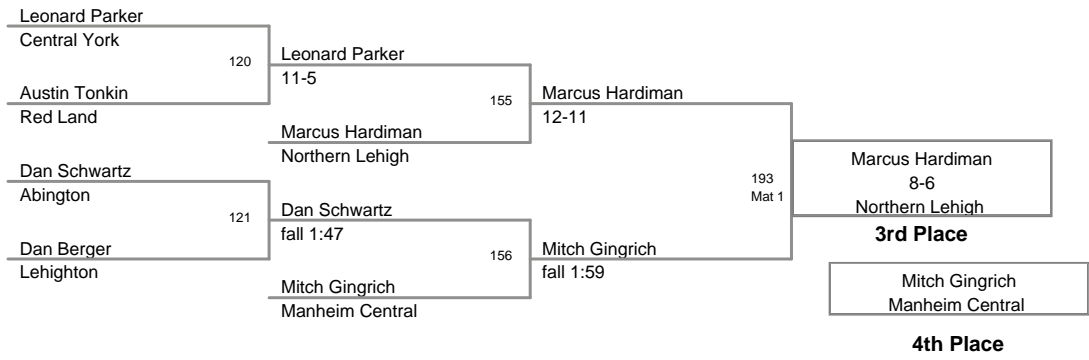 Leonard Parker
Central York
120
Leonard Parker
11-5
Austin Tonkin
Red Land
155
Marcus Hardiman
12-11
Marcus Hardiman
Northern Lehigh
Dan Schwartz
Abington
121
Dan Schwartz
fall 1:47
Dan Berger
Lehighton
156
Mitch Gingrich
fall 1:59
Mitch Gingrich
Manheim Central
193
Mat 1
Marcus Hardiman
8-6
Northern Lehigh
3rd Place
Mitch Gingrich
Manheim Central
4th Place